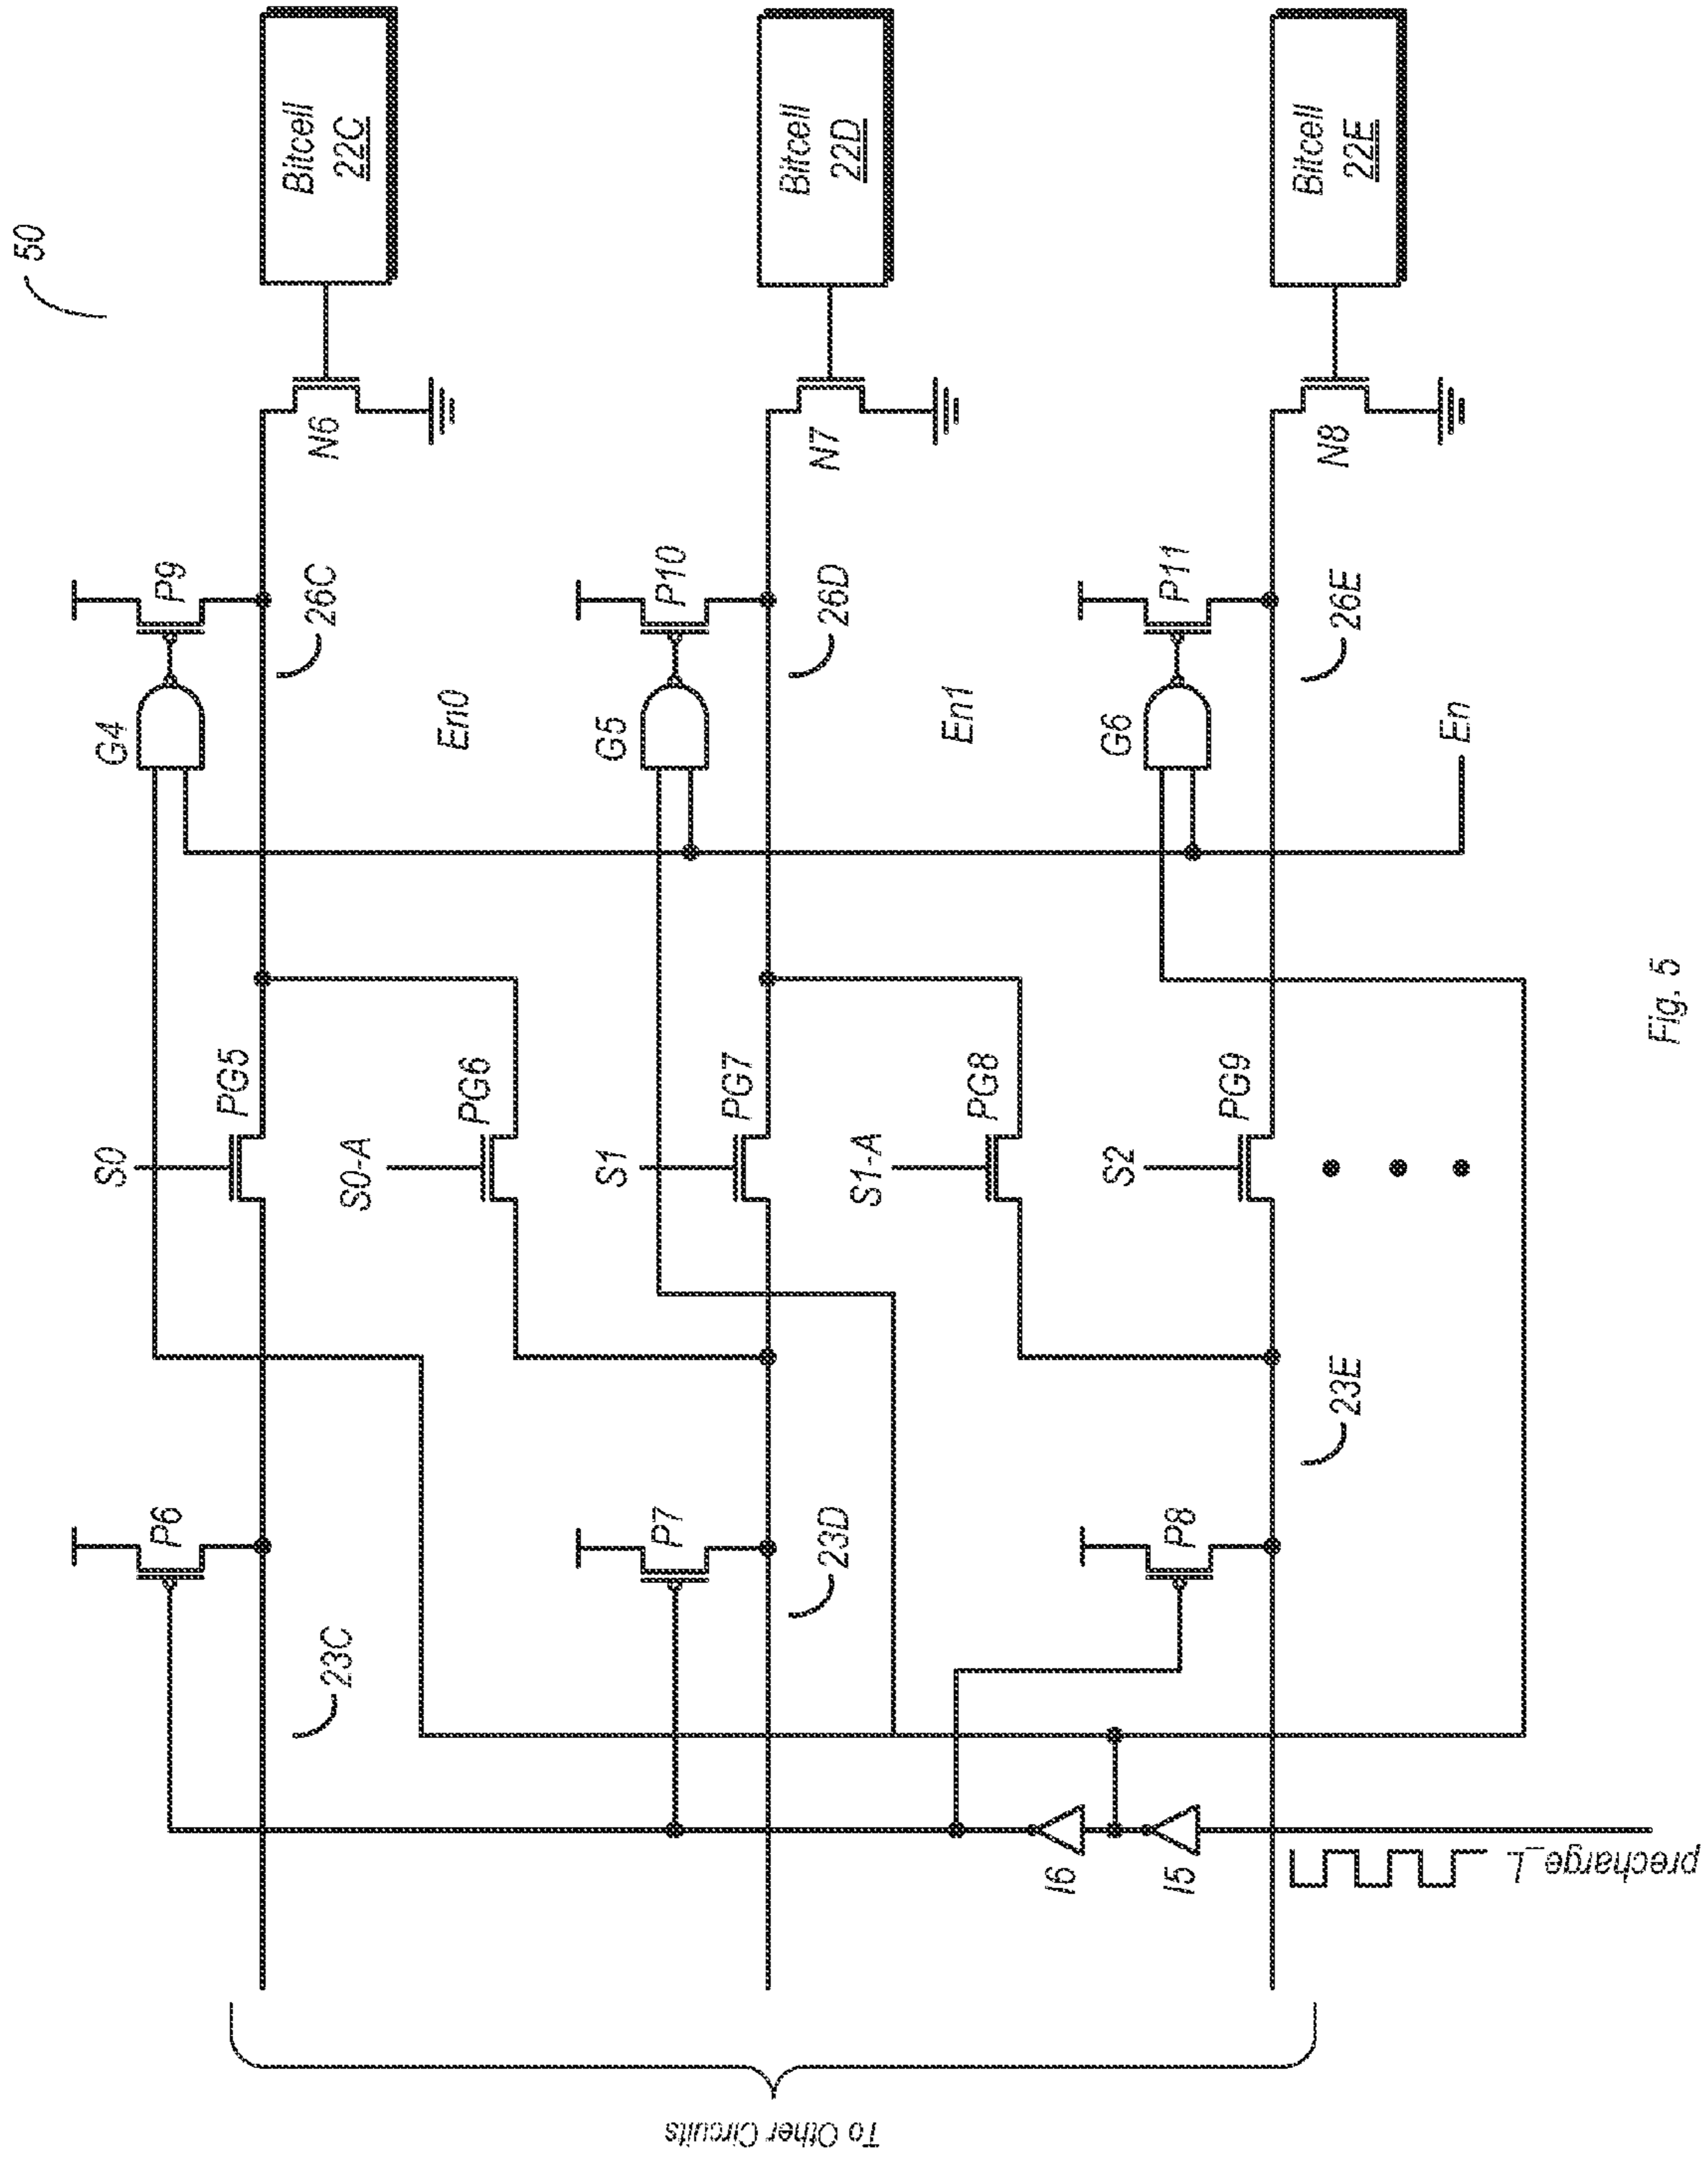 50
Bitcell
22C
Bitcell
22D
Bitcell
22E
N6
N7
N8
P9
26C
P10
26D
P11
26E
G4
En0
G5
En1
G6
En
S0
PG5
S0-A
PG6
S1
PG7
S1-A
PG8
S2
PG9
P6
23C
P7
23D
P8
23E
I6
I5
precharge_L
To Other Circuits
Fig. 5